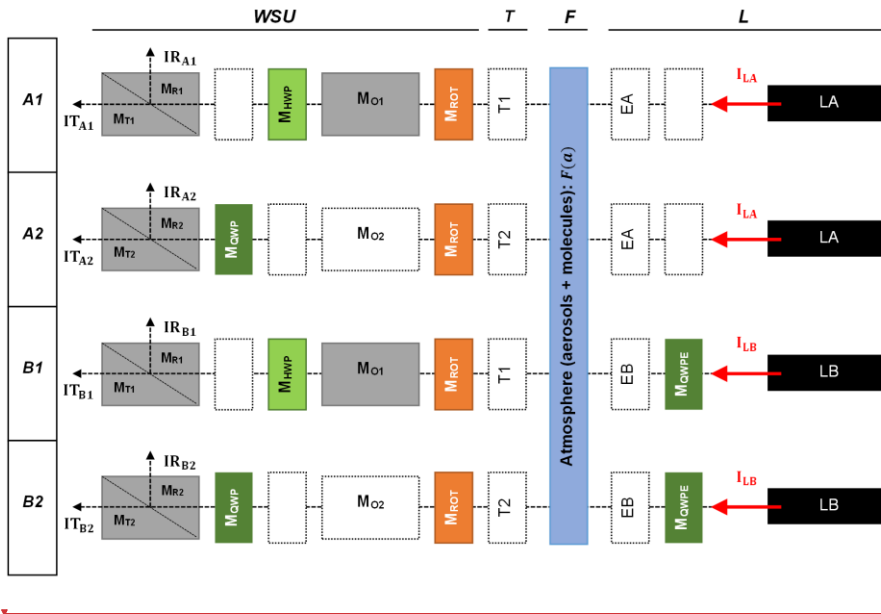 WSU T F L
A1
IR_A1
IT_A1
M_R1
M_T1
M_HWP
M_O1
M_ROT
T1
EA
I_LA
LA
A2
IR_A2
IT_A2
M_R2
M_T2
M_QWP
M_O2
M_ROT
T2
EA
I_LA
LA
B1
IR_B1
IT_B1
M_R1
M_T1
M_HWP
M_O1
M_ROT
T1
EB
M_QWPE
I_LB
LB
B2
IR_B2
IT_B2
M_R2
M_T2
M_QWP
M_O2
M_ROT
T2
EB
M_QWPE
I_LB
LB
Atmosphere (aerosols + molecules): F(a)